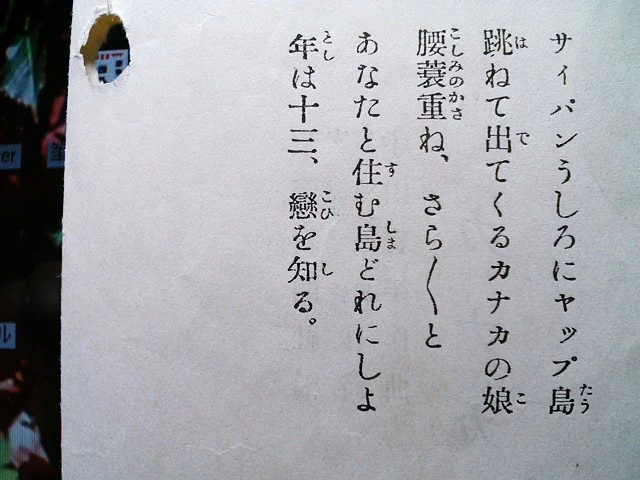 サイパンうしろにヤップ島
跳ねて出てくるカナカの娘
腰蓑重ね、さら〱と
あなたと住む島どれにしよ
年は十三、戀を知る。